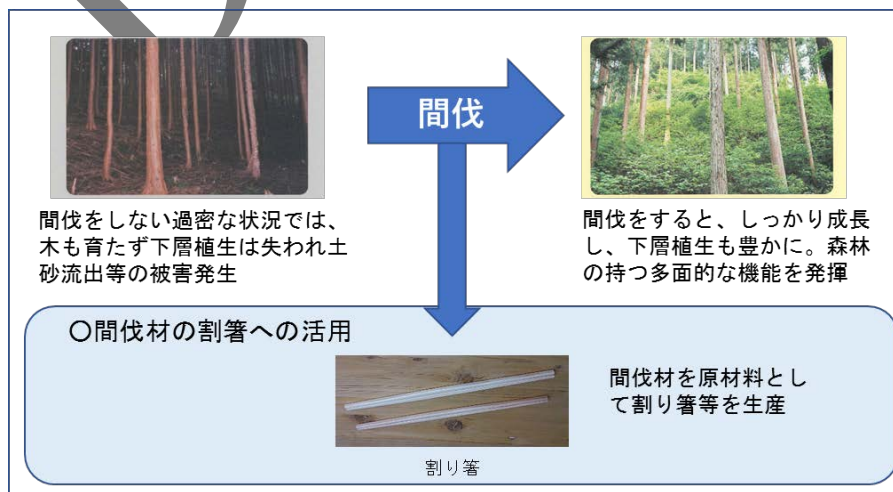 間伐
間伐をしない過密な状況では、
木も育たず下層植生は失われ土
砂流出等の被害発生
間伐をすると、しっかり成長
し、下層植生も豊かに。森林
の持つ多面的な機能を発揮
〇間伐材の割箸への活用
間伐材を原材料とし
て割り箸等を生産
割り箸